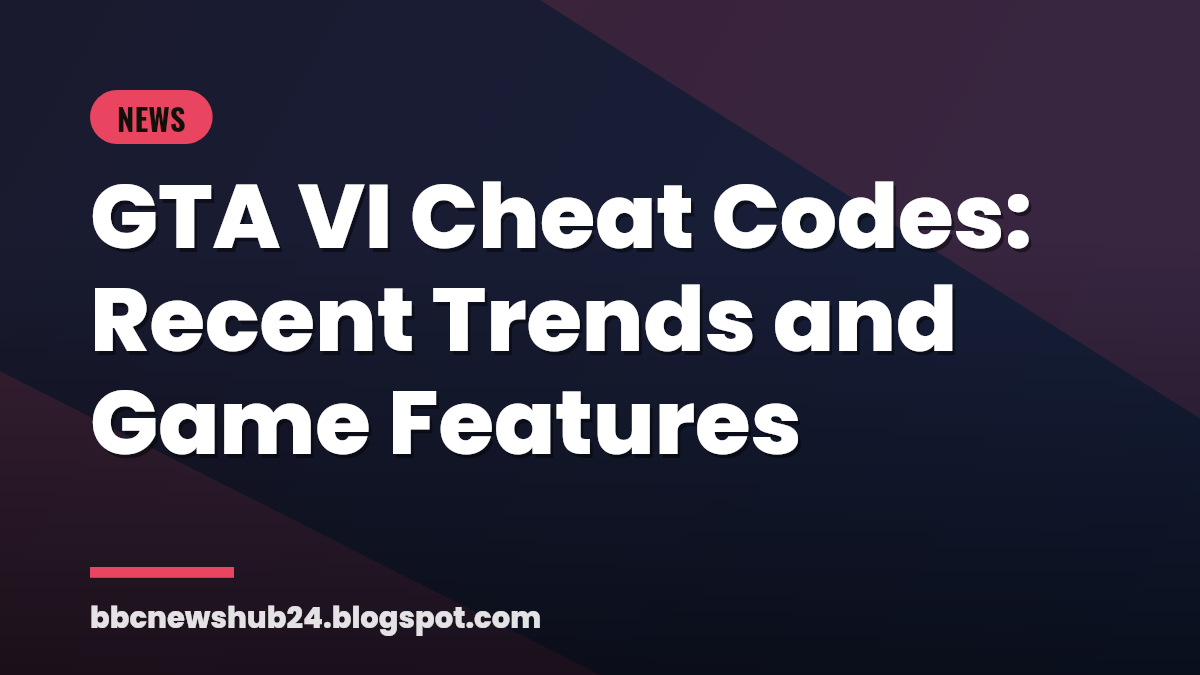 NEWS
GTA VI Cheat Codes:
Recent Trends and
Game Features
bbcnewshub24.blogspot.com